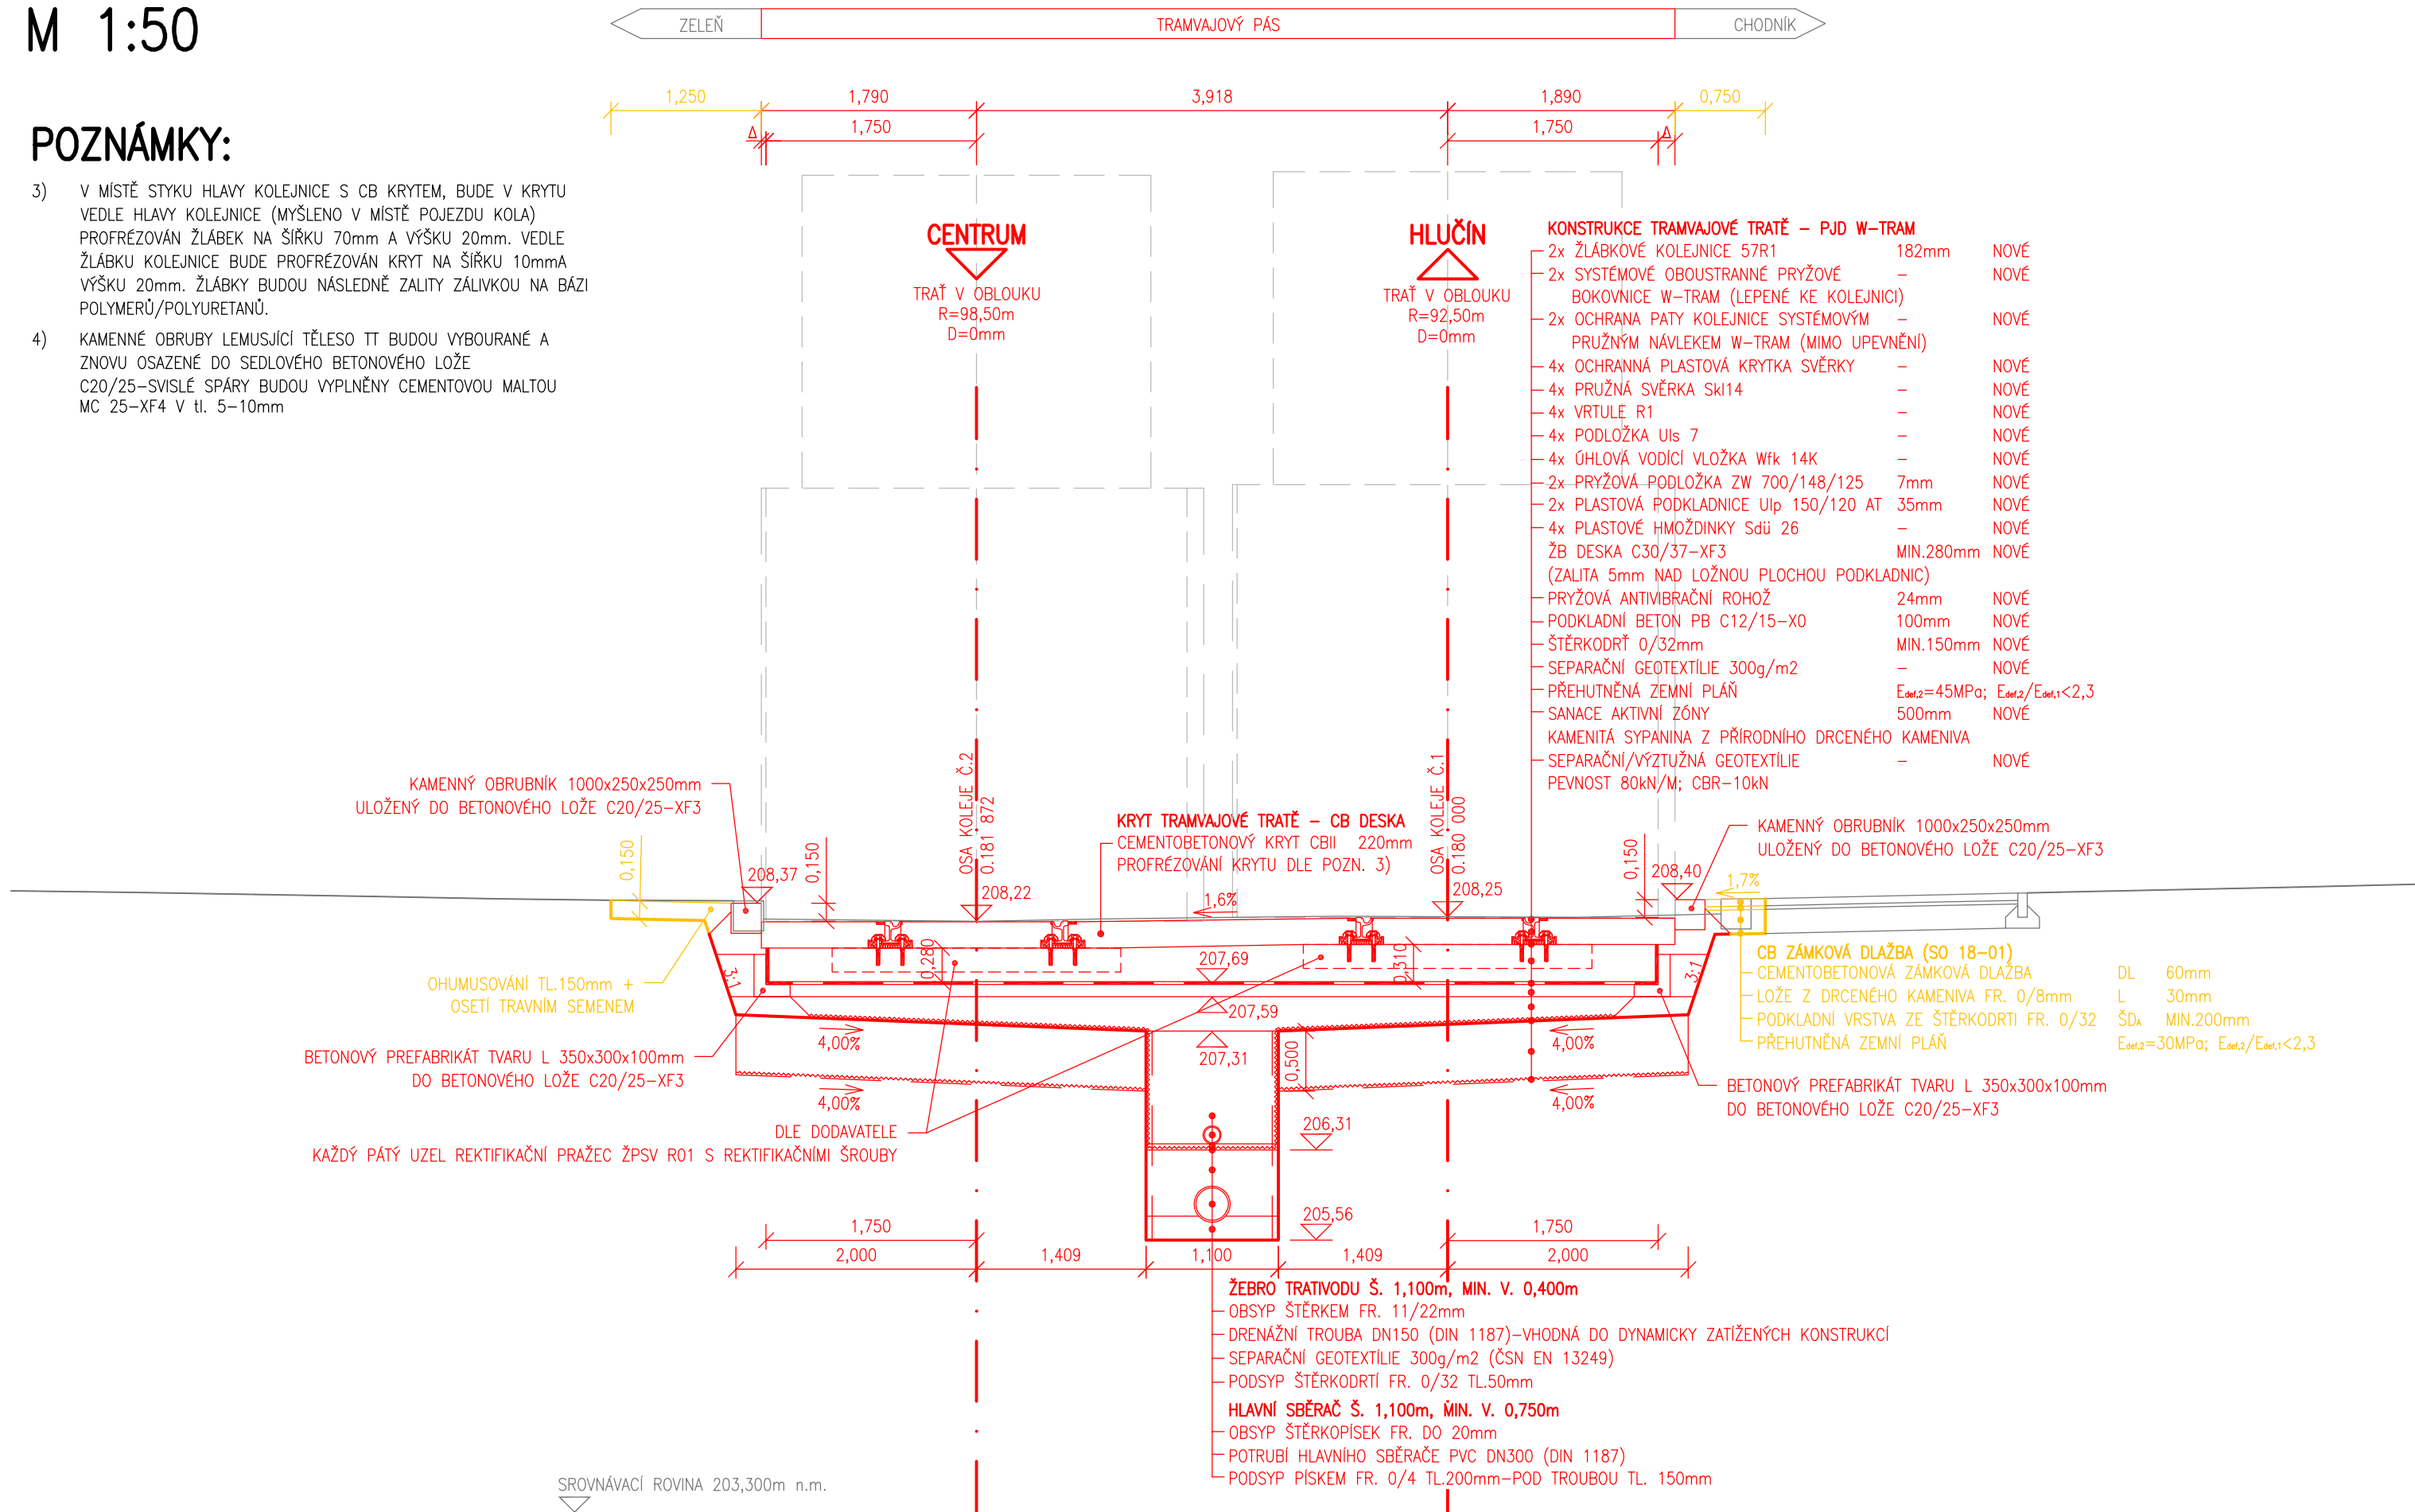 M 1:50
ZELEŇ
TRAMVAJOVÝ PÁS
CHODNÍK
1,250
1,790
3,918
1,890
0,750
Δ
1,750
1,750
Δ
POZNÁMKY:
3) V MÍSTĚ STYKU HLAVY KOLEJNICE S CB KRYTEM, BUDE V KRYTU
VEDLE HLAVY KOLEJNICE (MYŠLENO V MÍSTĚ POJEZDU KOLA)
PROFRÉZOVÁN ŽLÁBEK NA ŠÍŘKU 70mm A VÝŠKU 20mm. VEDLE
ŽLÁBKU KOLEJNICE BUDE PROFRÉZOVÁN KRYT NA ŠÍŘKU 10mmA
VÝŠKU 20mm. ŽLÁBKY BUDOU NÁSLEDNĚ ZALITY ZÁLIVKOU NA BÁZI
POLYMERŮ/POLYURETANŮ.
4) KAMENNÉ OBRUBY LEMUSJÍCÍ TĚLESO TT BUDOU VYBOURANÉ A
ZNOVU OSAZENÉ DO SEDLOVÉHO BETONOVÉHO LOŽE
C20/25-SVISLÉ SPÁRY BUDOU VYPLNĚNY CEMENTOVOU MALTOU
MC 25-XF4 V tl. 5-10mm
CENTRUM
TRAŤ V OBLOUKU
R=98,50m
D=0mm
HLUČÍN
TRAŤ V OBLOUKU
R=92,50m
D=0mm
KONSTRUKCE TRAMVAJOVÉ TRATĚ - PJD W-TRAM
2x ŽLÁBKOVÉ KOLEJNICE 57R1 182mm NOVÉ
2x SYSTÉMOVÉ OBOUSTRANNÉ PRYŽOVÉ - NOVÉ
BOKOVNICE W-TRAM (LEPENÉ KE KOLEJNICI)
2x OCHRANA PATY KOLEJNICE SYSTÉMOVÝM - NOVÉ
PRUŽNÝM NÁVLEKEM W-TRAM (MIMO UPEVNĚNÍ)
4x OCHRANNÁ PLASTOVÁ KRYTKA SVĚRKY - NOVÉ
4x PRUŽNÁ SVĚRKA Skl14 - NOVÉ
4x VRTULE R1 - NOVÉ
4x PODLOŽKA Uls 7 - NOVÉ
4x ÚHLOVÁ VODÍCÍ VLOŽKA Wfk 14K - NOVÉ
2x PRYŽOVÁ PODLOŽKA ZW 700/148/125 7mm NOVÉ
2x PLASTOVÁ PODKLADNICE Ulp 150/120 AT 35mm NOVÉ
4x PLASTOVÉ HMOŽDINKY Sdü 26 - NOVÉ
ŽB DESKA C30/37-XF3 MIN.280mm NOVÉ
(ZALITA 5mm NAD LOŽNOU PLOCHOU PODKLADNIC)
PRYŽOVÁ ANTIVIBRAČNÍ ROHOŽ 24mm NOVÉ
PODKLADNÍ BETON PB C12/15-X0 100mm NOVÉ
ŠTĚRKODRŤ 0/32mm MIN.150mm NOVÉ
SEPARAČNÍ GEOTEXTÍLIE 300g/m2 - NOVÉ
PŘEHUTNĚNÁ ZEMNÍ PLÁŇ Edef,2=45MPa; Edef,2/Edef,1<2,3
SANACE AKTIVNÍ ZÓNY 500mm NOVÉ
KAMENITÁ SYPANINA Z PŘÍRODNÍHO DRCENÉHO KAMENIVA
SEPARAČNÍ/VÝZTUŽNÁ GEOTEXTÍLIE - NOVÉ
PEVNOST 80kN/M; CBR-10kN
KAMENNÝ OBRUBNÍK 1000x250x250mm
ULOŽENÝ DO BETONOVÉHO LOŽE C20/25-XF3
OSA KOLEJE Č.2
0.181 872
OSA KOLEJE Č.1
0.180 000
KRYT TRAMVAJOVÉ TRATĚ - CB DESKA
CEMENTOBETONOVÝ KRYT CBII 220mm
PROFRÉZOVÁNÍ KRYTU DLE POZN. 3)
KAMENNÝ OBRUBNÍK 1000x250x250mm
ULOŽENÝ DO BETONOVÉHO LOŽE C20/25-XF3
0,150
208,37
0,150
208,22
1,6%
208,25
0,150
208,40
1,7%
OHUMUSOVÁNÍ TL.150mm +
OSETÍ TRAVNÍM SEMENEM
3:1
0,280
207,69
0,310
3:1
207,59
207,31
4,00%
4,00%
0,500
4,00%
4,00%
CB ZÁMKOVÁ DLAŽBA (SO 18-01)
CEMENTOBETONOVÁ ZÁMKOVÁ DLAŽBA DL 60mm
LOŽE Z DRCENÉHO KAMENIVA FR. 0/8mm L 30mm
PODKLADNÍ VRSTVA ZE ŠTĚRKODRTI FR. 0/32 ŠDA MIN.200mm
PŘEHUTNĚNÁ ZEMNÍ PLÁŇ Edef,2=30MPa; Edef,2/Edef,1<2,3
BETONOVÝ PREFABRIKÁT TVARU L 350x300x100mm
DO BETONOVÉHO LOŽE C20/25-XF3
BETONOVÝ PREFABRIKÁT TVARU L 350x300x100mm
DO BETONOVÉHO LOŽE C20/25-XF3
DLE DODAVATELE
KAŽDÝ PÁTÝ UZEL REKTIFIKAČNÍ PRAŽEC ŽPSV R01 S REKTIFIKAČNÍMI ŠROUBY
206,31
205,56
1,750
1,750
2,000
1,409
1,100
1,409
2,000
ŽEBRO TRATIVODU Š. 1,100m, MIN. V. 0,400m
OBSYP ŠTĚRKEM FR. 11/22mm
DRENÁŽNÍ TROUBA DN150 (DIN 1187)-VHODNÁ DO DYNAMICKY ZATÍŽENÝCH KONSTRUKCÍ
SEPARAČNÍ GEOTEXTÍLIE 300g/m2 (ČSN EN 13249)
PODSYP ŠTĚRKODRTÍ FR. 0/32 TL.50mm
HLAVNÍ SBĚRAČ Š. 1,100m, MIN. V. 0,750m
OBSYP ŠTĚRKOPÍSEK FR. DO 20mm
POTRUBÍ HLAVNÍHO SBĚRAČE PVC DN300 (DIN 1187)
PODSYP PÍSKEM FR. 0/4 TL.200mm-POD TROUBOU TL. 150mm
SROVNÁVACÍ ROVINA 203,300m n.m.